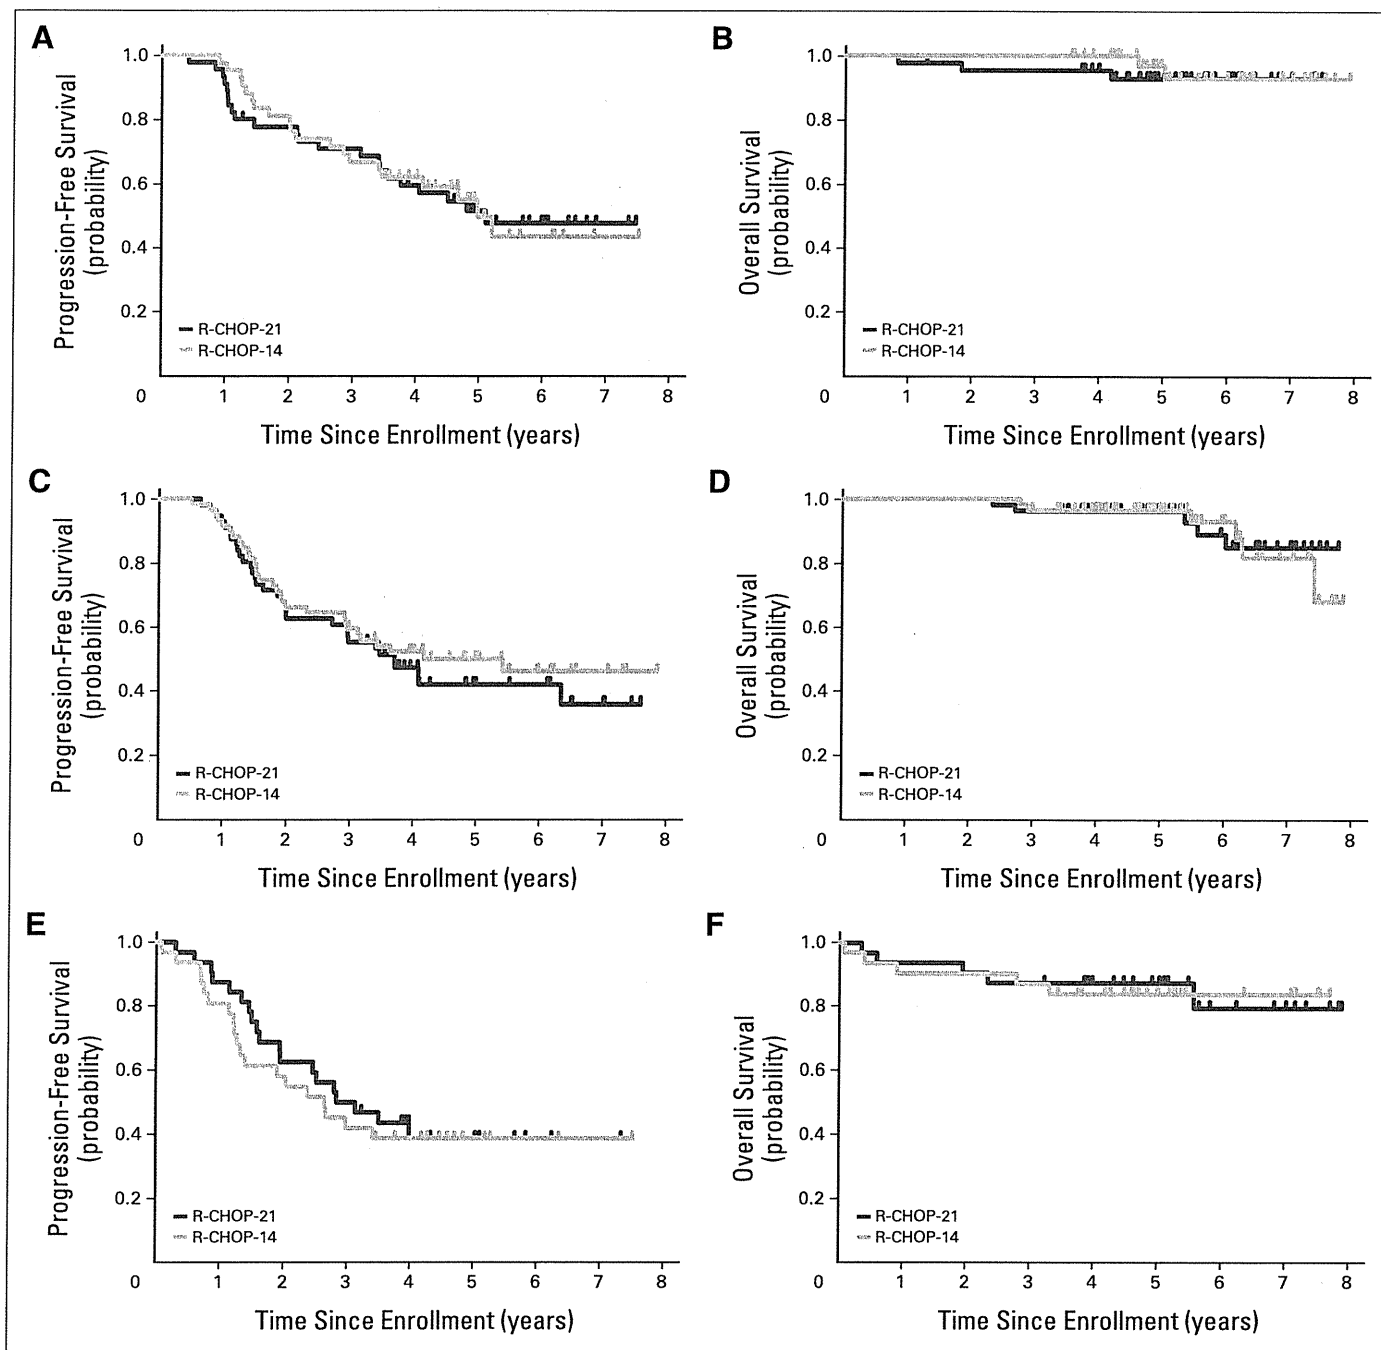 A
Progression-Free Survival
(probability)
1.0
0.8
0.6
0.4
0.2
R-CHOP-21
R-CHOP-14
0 1 2 3 4 5 6 7 8
Time Since Enrollment (years)
B
Overall Survival
(probability)
1.0
0.8
0.6
0.4
0.2
R-CHOP-21
R-CHOP-14
0 1 2 3 4 5 6 7 8
Time Since Enrollment (years)
C
Progression-Free Survival
(probability)
1.0
0.8
0.6
0.4
0.2
R-CHOP-21
R-CHOP-14
0 1 2 3 4 5 6 7 8
Time Since Enrollment (years)
D
Overall Survival
(probability)
1.0
0.8
0.6
0.4
0.2
R-CHOP-21
R-CHOP-14
0 1 2 3 4 5 6 7 8
Time Since Enrollment (years)
E
Progression-Free Survival
(probability)
1.0
0.8
0.6
0.4
0.2
R-CHOP-21
R-CHOP-14
0 1 2 3 4 5 6 7 8
Time Since Enrollment (years)
F
Overall Survival
(probability)
1.0
0.8
0.6
0.4
0.2
R-CHOP-21
R-CHOP-14
0 1 2 3 4 5 6 7 8
Time Since Enrollment (years)